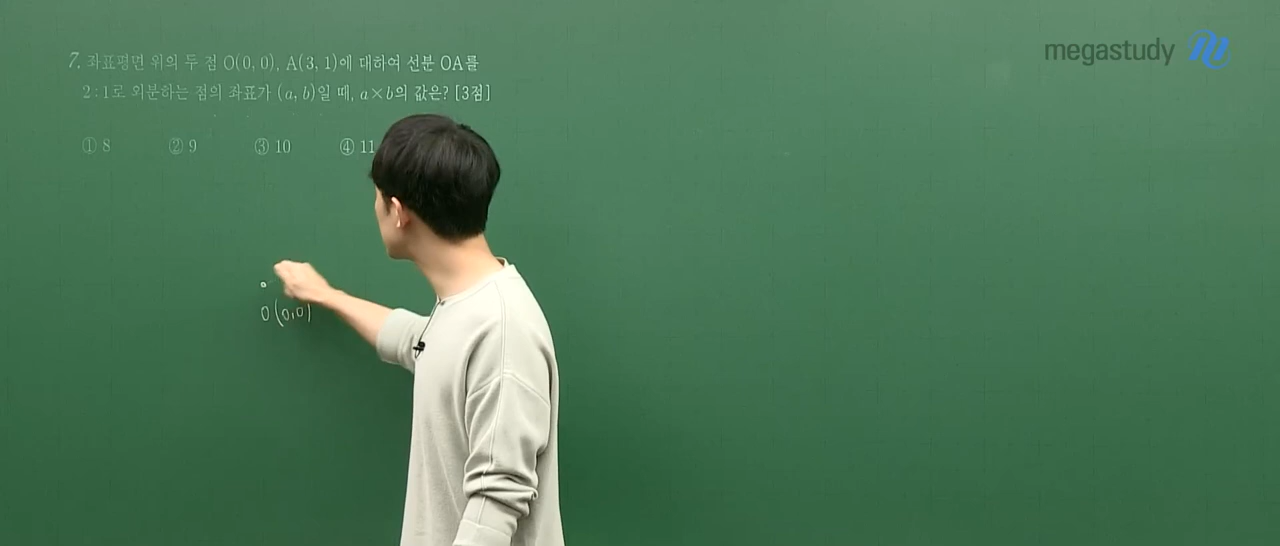 megastudy
7. 좌표평면 위의 두 점 O(0, 0), A(3, 1)에 대하여 선분 OA를
2 : 1로 외분하는 점의 좌표가 (a, b)일 때, a×b의 값은? [3점]
① 8 ② 9 ③ 10 ④ 11
O(0,0)